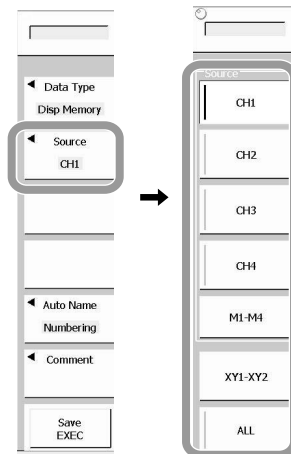 Data Type
Disp Memory
Source
CH1
Auto Name
Numbering
Comment
Save
EXEC
Source
CH1
CH2
CH3
CH4
M1-M4
XY1-XY2
ALL